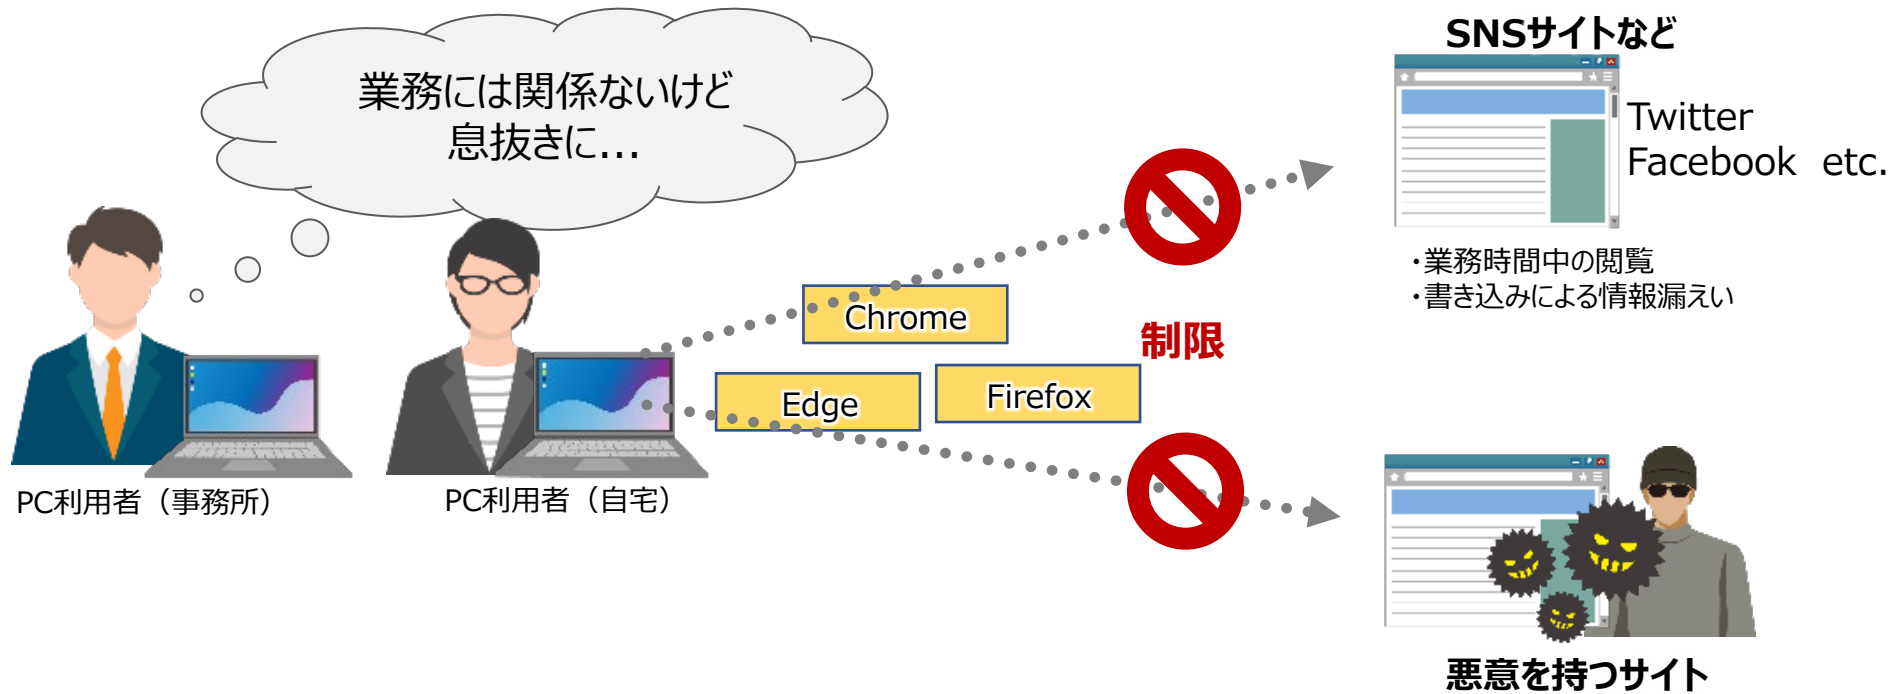 業務には関係ないけど
息抜きに...
SNSサイトなど
Twitter
Facebook etc.
・業務時間中の閲覧
・書き込みによる情報漏えい
Chrome
制限
Edge
Firefox
PC利用者（事務所）
PC利用者（自宅）
悪意を持つサイト